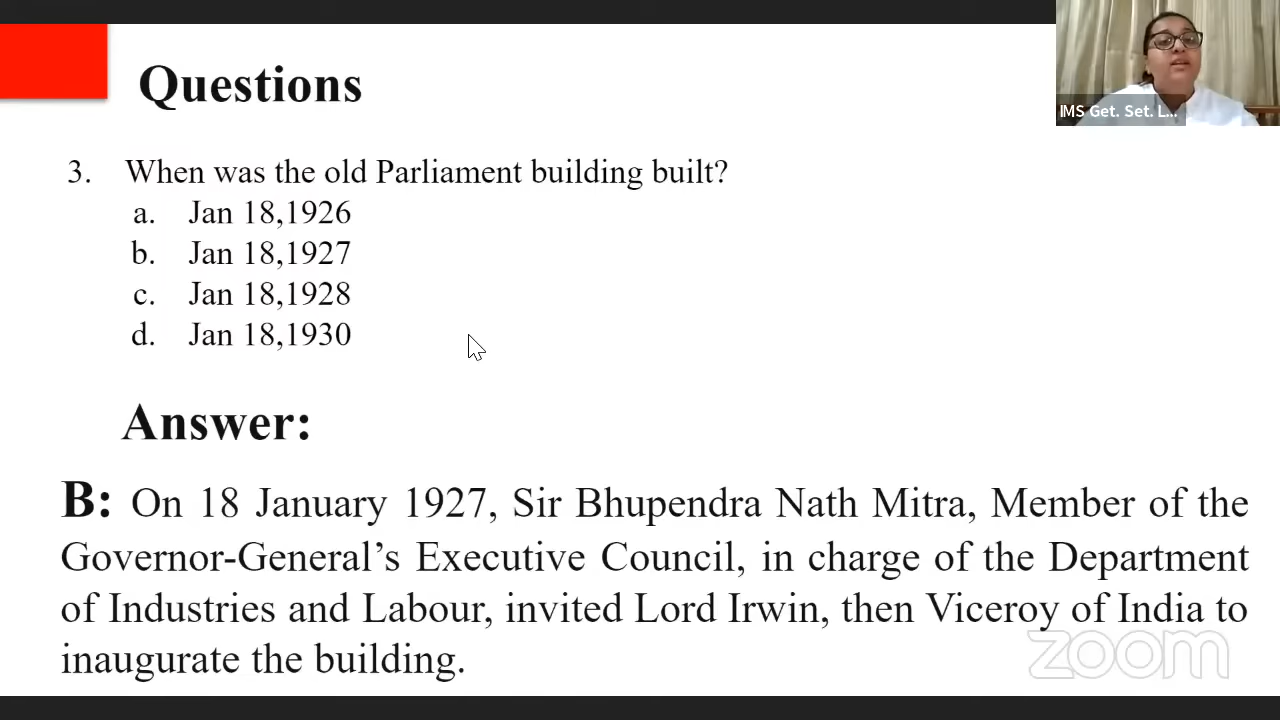 Questions
IMS Get. Set. L...
3. When was the old Parliament building built?
a. Jan 18,1926
b. Jan 18,1927
c. Jan 18,1928
d. Jan 18,1930
Answer:
B: On 18 January 1927, Sir Bhupendra Nath Mitra, Member of the
Governor-General’s Executive Council, in charge of the Department
of Industries and Labour, invited Lord Irwin, then Viceroy of India to
inaugurate the building.
zoom